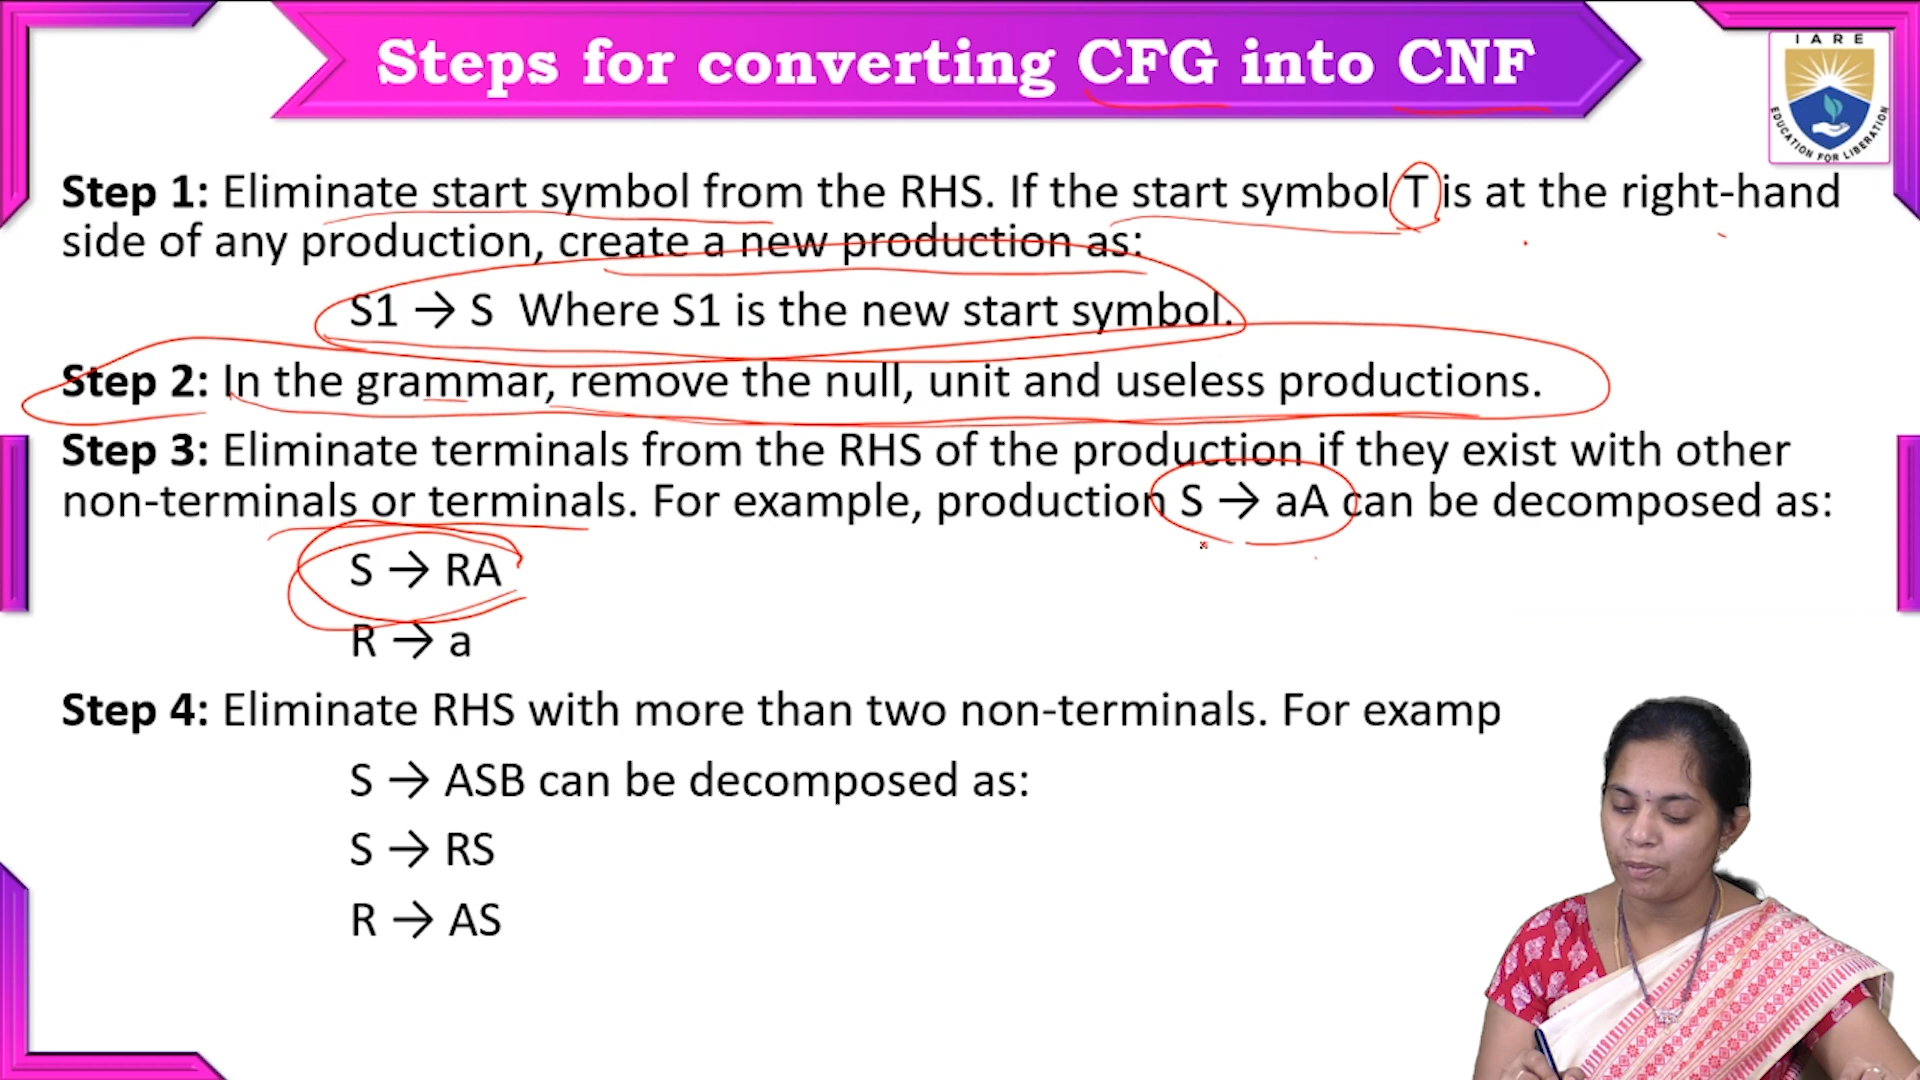 Steps for converting CFG into CNF
IARE
EDUCATION FOR LIBERATION
Step 1: Eliminate start symbol from the RHS. If the start symbol T is at the right-hand
side of any production, create a new production as:
S1 → S Where S1 is the new start symbol.
Step 2: In the grammar, remove the null, unit and useless productions.
Step 3: Eliminate terminals from the RHS of the production if they exist with other
non-terminals or terminals. For example, production S → aA can be decomposed as:
S → RA
R → a
Step 4: Eliminate RHS with more than two non-terminals. For examp
S → ASB can be decomposed as:
S → RS
R → AS